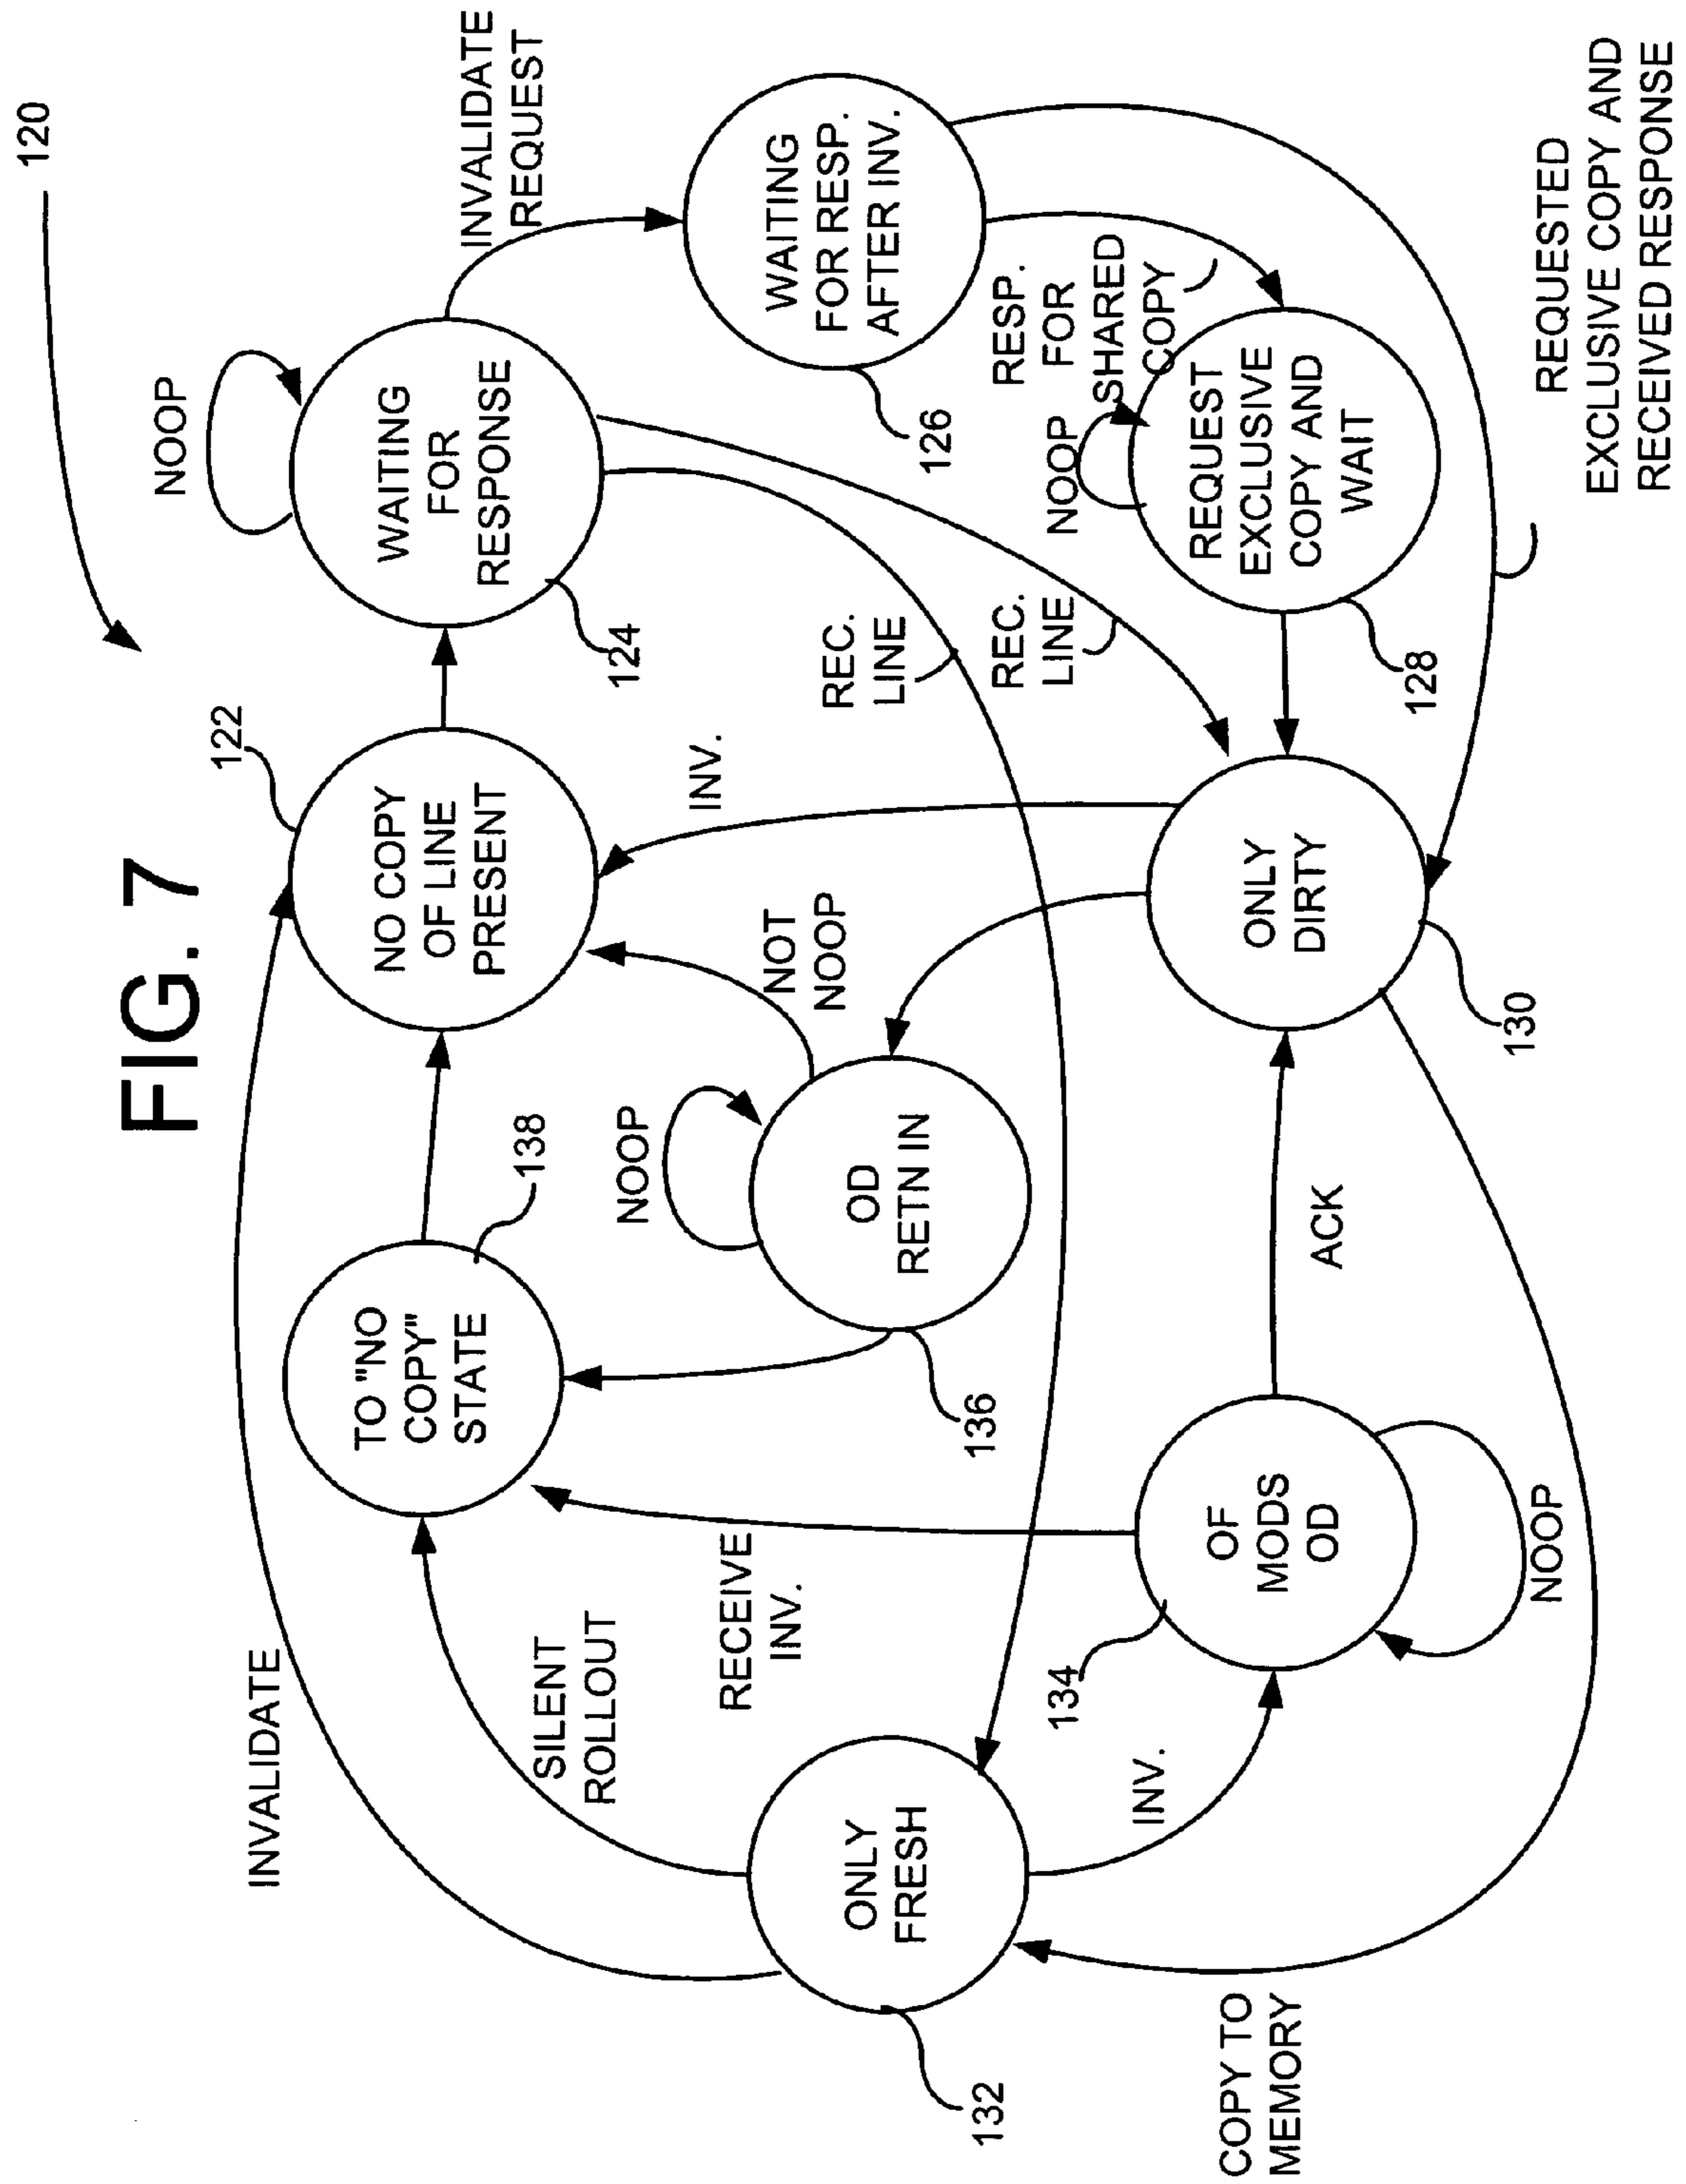 FIG. 7
120
INVALIDATE
122
NOOP
INVALIDATE
REQUEST
TO "NO
COPY"
STATE
138
NO COPY
OF LINE
PRESENT
WAITING
FOR
RESPONSE
124
SILENT
ROLLOUT
NOOP
INV.
RECEIVE
INV.
NOT
NOOP
REC.
LINE
REC.
LINE
WAITING
FOR RESP.
AFTER INV.
126
ONLY
FRESH
132
OD
RETN IN
136
RESP.
FOR
SHARED
COPY
NOOP
134
INV.
OF
MODS
OD
ACK
ONLY
DIRTY
130
REQUEST
EXCLUSIVE
COPY AND
WAIT
128
NOOP
COPY TO
MEMORY
REQUESTED
EXCLUSIVE COPY AND
RECEIVED RESPONSE